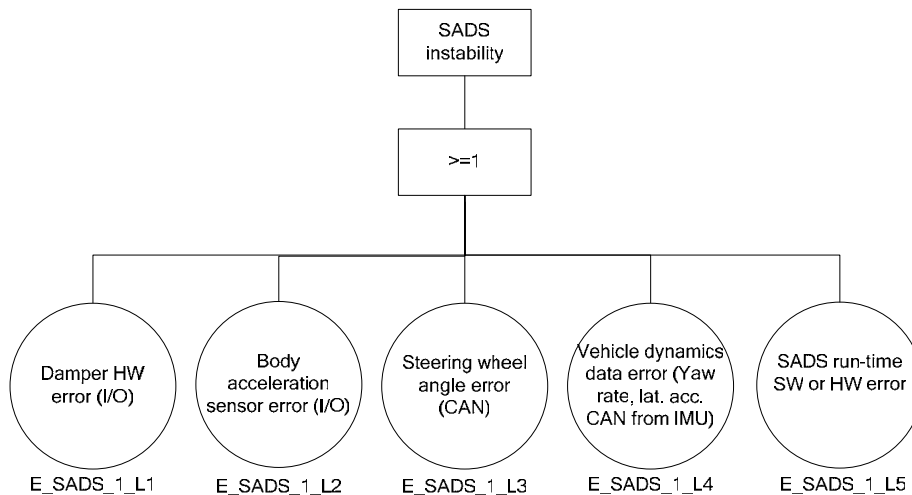 SADS
instability
>=1
Damper HW
error (I/O)
Body
acceleration
sensor error (I/O)
Steering wheel
angle error
(CAN)
Vehicle dynamics
data error (Yaw
rate, lat. acc.
CAN from IMU)
SADS run-time
SW or HW error
E_SADS_1_L1
E_SADS_1_L2
E_SADS_1_L3
E_SADS_1_L4
E_SADS_1_L5